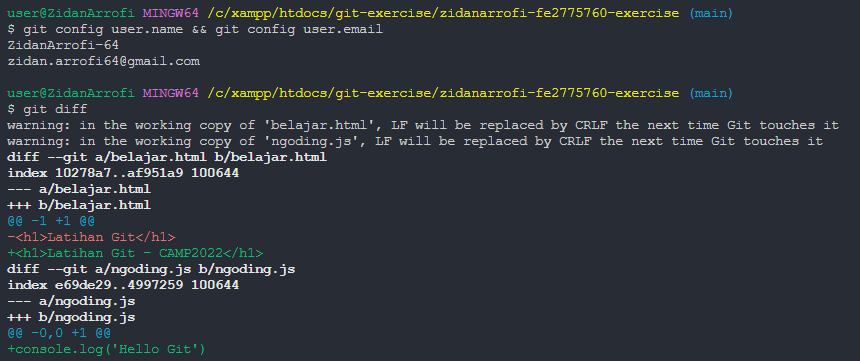 user@ZidanArrofi MINGW64 /c/xampp/htdocs/git-exercise/zidanarrofi-fe2775760-exercise (main)
$ git config user.name && git config user.email
ZidanArrofi-64
zidan.arrofi64@gmail.com
user@ZidanArrofi MINGW64 /c/xampp/htdocs/git-exercise/zidanarrofi-fe2775760-exercise (main)
$ git diff
warning: in the working copy of 'belajar.html', LF will be replaced by CRLF the next time Git touches it
warning: in the working copy of 'ngoding.js', LF will be replaced by CRLF the next time Git touches it
diff --git a/belajar.html b/belajar.html
index 10278a7..af951a9 100644
--- a/belajar.html
+++ b/belajar.html
@@ -1 +1 @@
-<h1>Latihan Git</h1>
+<h1>Latihan Git - CAMP2022</h1>
diff --git a/ngoding.js b/ngoding.js
index e69de29..4997259 100644
--- a/ngoding.js
+++ b/ngoding.js
@@ -0,0 +1 @@
+console.log('Hello Git')